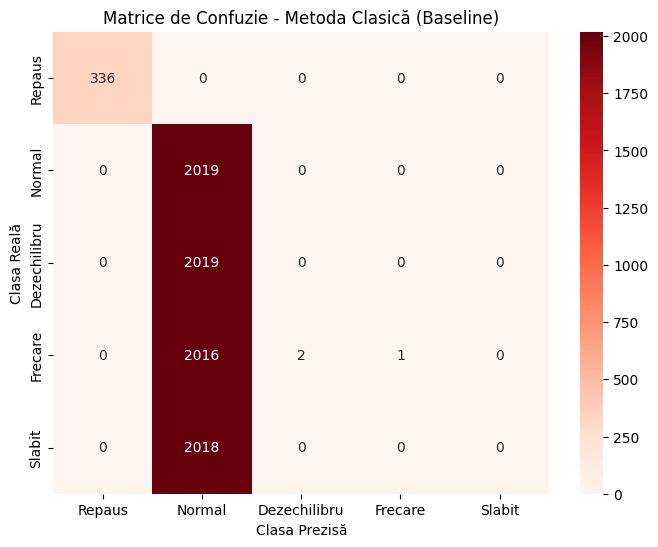 Matrice de Confuzie - Metoda Clasică (Baseline)
Clasa Reală
Repaus 336 0 0 0 0
Normal 0 2019 0 0 0
Dezechilibru 0 2019 0 0 0
Frecare 0 2016 2 1 0
Slabit 0 2018 0 0 0
Repaus Normal Dezechilibru Frecare Slabit
Clasa Prezisă
2000
1750
1500
1250
1000
750
500
250
0